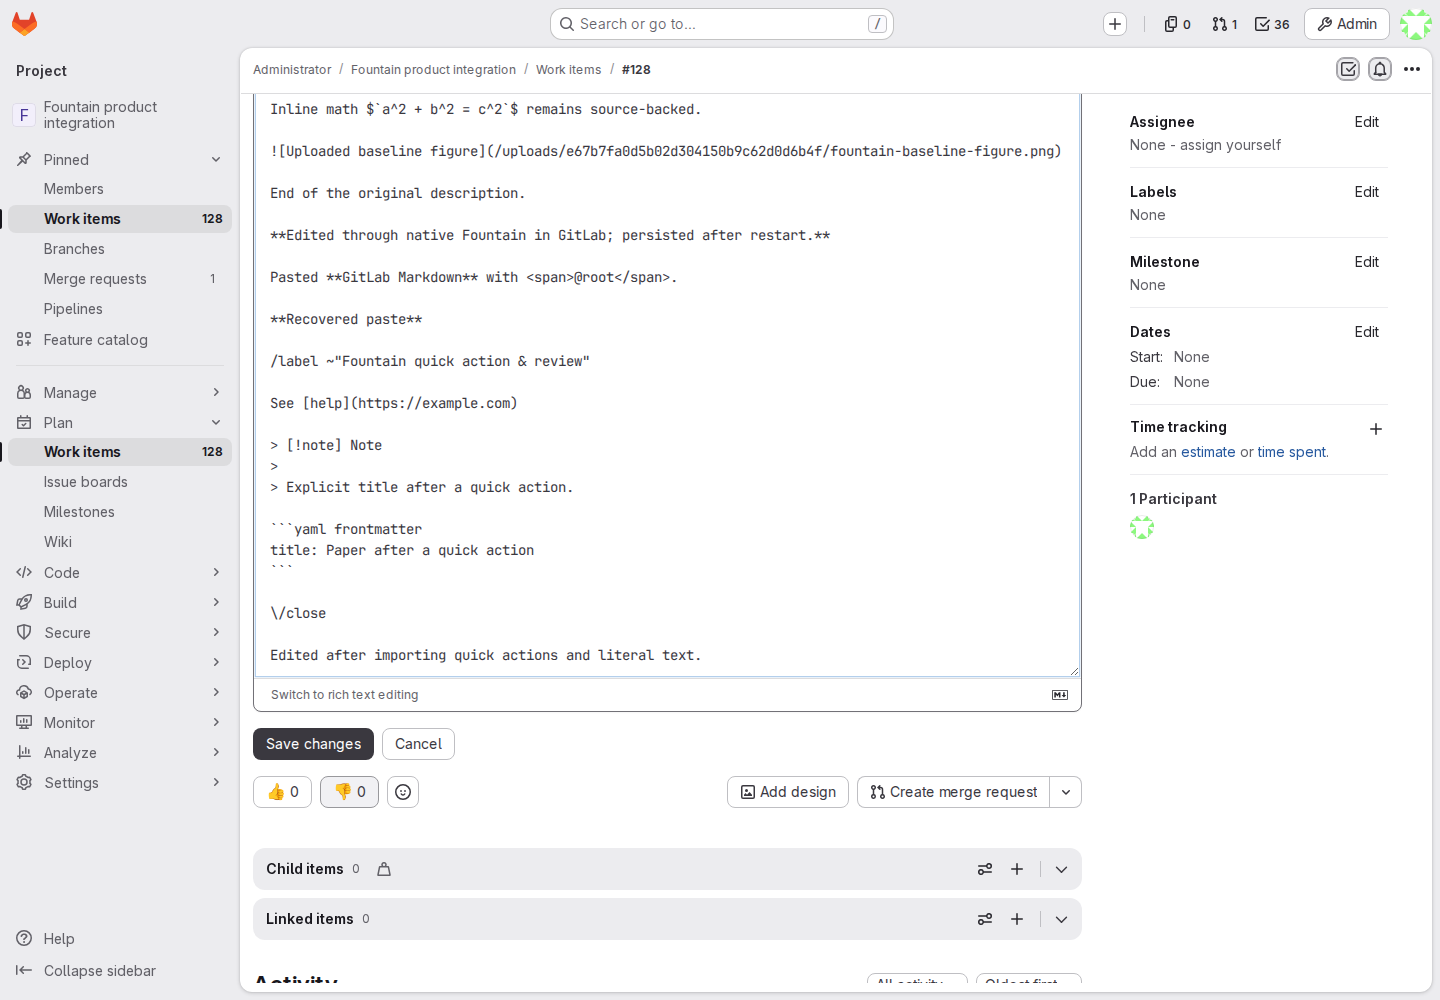 Search or go to...
/
0
1
36
Admin
Project
F
Fountain product integration
Pinned
Members
Work items 128
Branches
Merge requests 1
Pipelines
Feature catalog
Manage
Plan
Work items 128
Issue boards
Milestones
Wiki
Code
Build
Secure
Deploy
Operate
Monitor
Analyze
Settings
Help
Collapse sidebar
Administrator / Fountain product integration / Work items / #128
Inline math $`a^2 + b^2 = c^2`$ remains source-backed.
![Uploaded baseline figure](/uploads/e67b7fa0d5b02d304150b9c62d0d6b4f/fountain-baseline-figure.png)
End of the original description.
**Edited through native Fountain in GitLab; persisted after restart.**
Pasted **GitLab Markdown** with <span>@root</span>.
**Recovered paste**
/label ~"Fountain quick action & review"
See [help](https://example.com)
> [!note] Note
>
> Explicit title after a quick action.
```yaml frontmatter
title: Paper after a quick action
```
\/close
Edited after importing quick actions and literal text.
Switch to rich text editing
Save changes
Cancel
👍 0
👎 0
Add design
Create merge request
Child items 0
Linked items 0
Activity
All activity
Oldest first
Assignee Edit
None - assign yourself
Labels Edit
None
Milestone Edit
None
Dates Edit
Start: None
Due: None
Time tracking
Add an estimate or time spent.
1 Participant